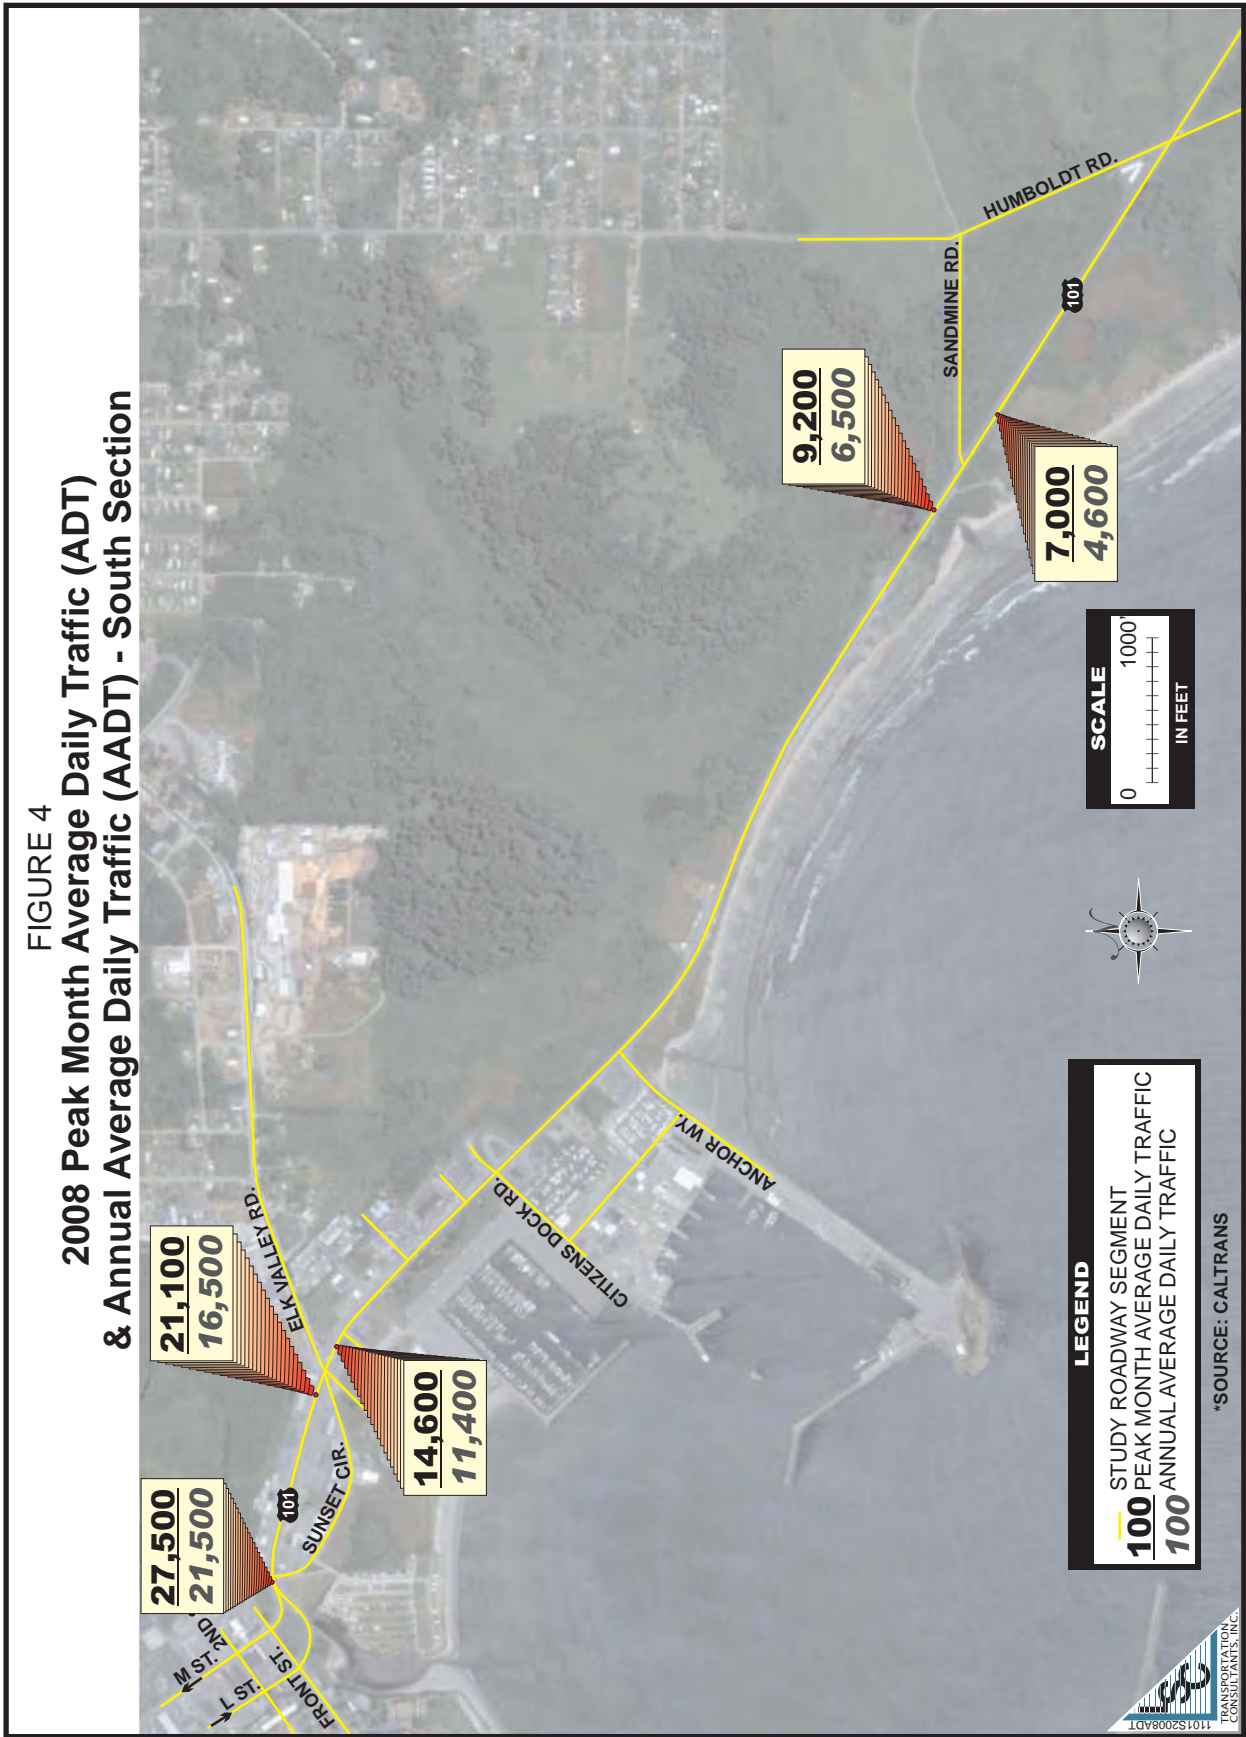 FIGURE 4
2008 Peak Month Average Daily Traffic (ADT)
& Annual Average Daily Traffic (AADT) - South Section
27,500
21,500
21,100
16,500
14,600
11,400
9,200
6,500
7,000
4,600
M ST.
2ND
L ST.
FRONT ST.
101
SUNSET CIR.
ELK VALLEY RD.
CITIZENS DOCK RD.
ANCHOR WY.
SANDMINE RD.
HUMBOLDT RD.
101
SCALE
0 1000'
IN FEET
LEGEND
STUDY ROADWAY SEGMENT
100 PEAK MONTH AVERAGE DAILY TRAFFIC
100 ANNUAL AVERAGE DAILY TRAFFIC
*SOURCE: CALTRANS
LSC
TRANSPORTATION
CONSULTANTS, INC.
1101S2008ADT